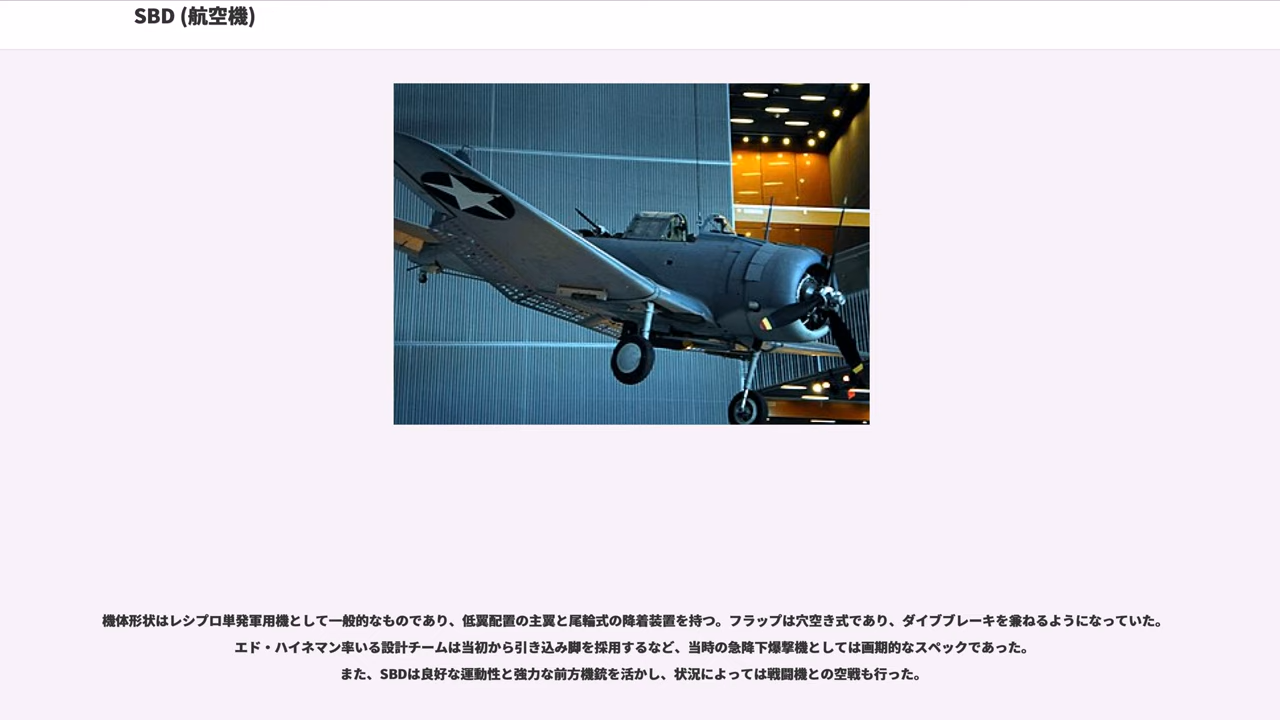 SBD (航空機)
機体形状はレシプロ単発軍用機として一般的なものであり、低翼配置の主翼と尾輪式の降着装置を持つ。フラップは穴空き式であり、ダイブブレーキを兼ねるようになっていた。
エド・ハイネマン率いる設計チームは当初から引き込み脚を採用するなど、当時の急降下爆撃機としては画期的なスペックであった。
また、SBDは良好な運動性と強力な前方機銃を活かし、状況によっては戦闘機との空戦も行った。